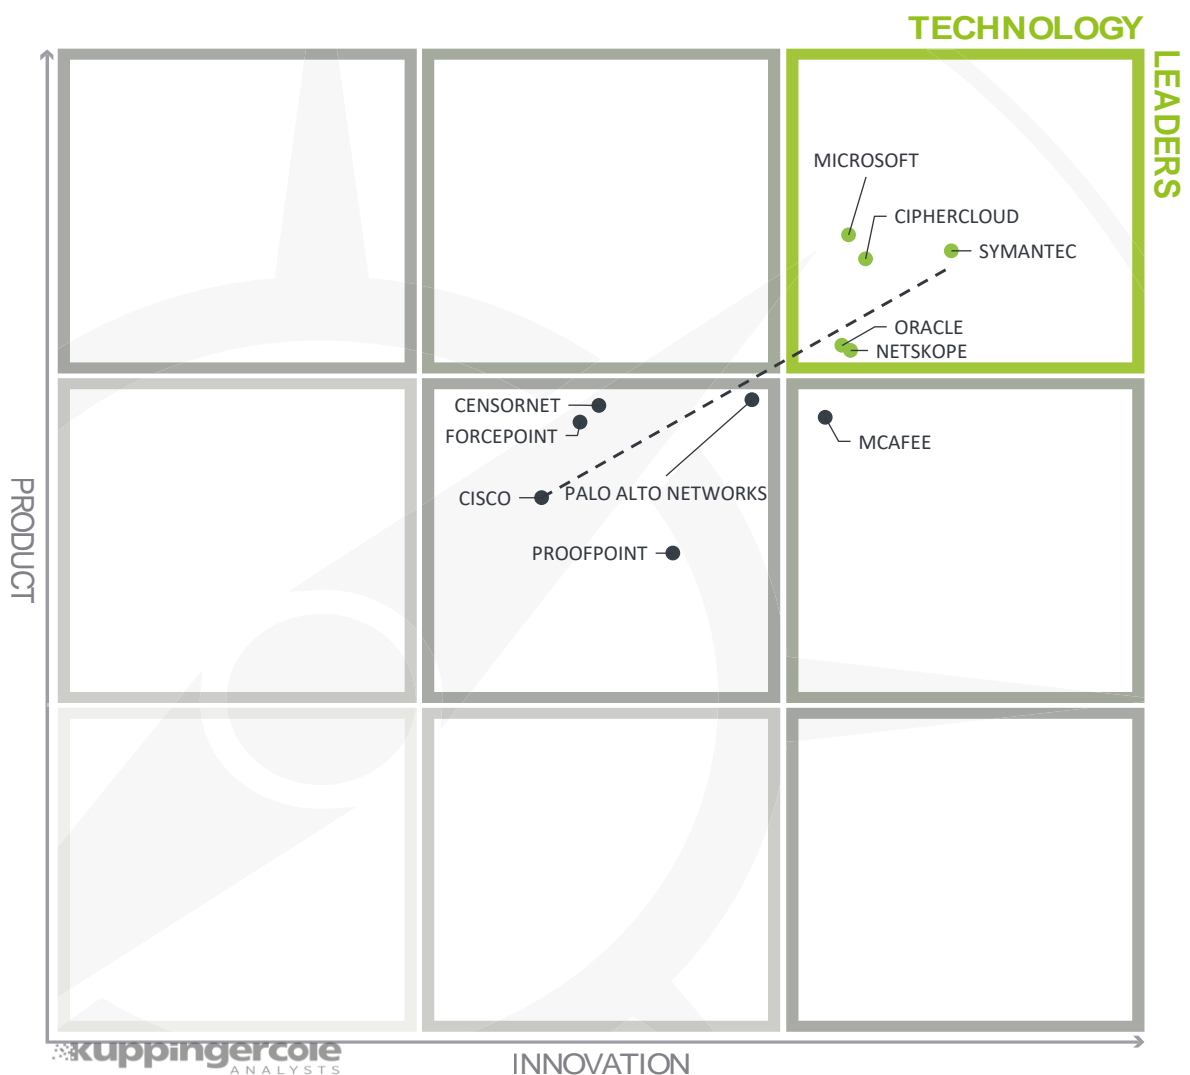 TECHNOLOGY
LEADERS
MICROSOFT
CIPHERCLOUD
SYMANTEC
ORACLE
NETSKOPE
CENSORNET
FORCEPOINT
MCAFEE
CISCO
PALO ALTO NETWORKS
PROOFPOINT
PRODUCT
kuppingercole
ANALYSTS
INNOVATION